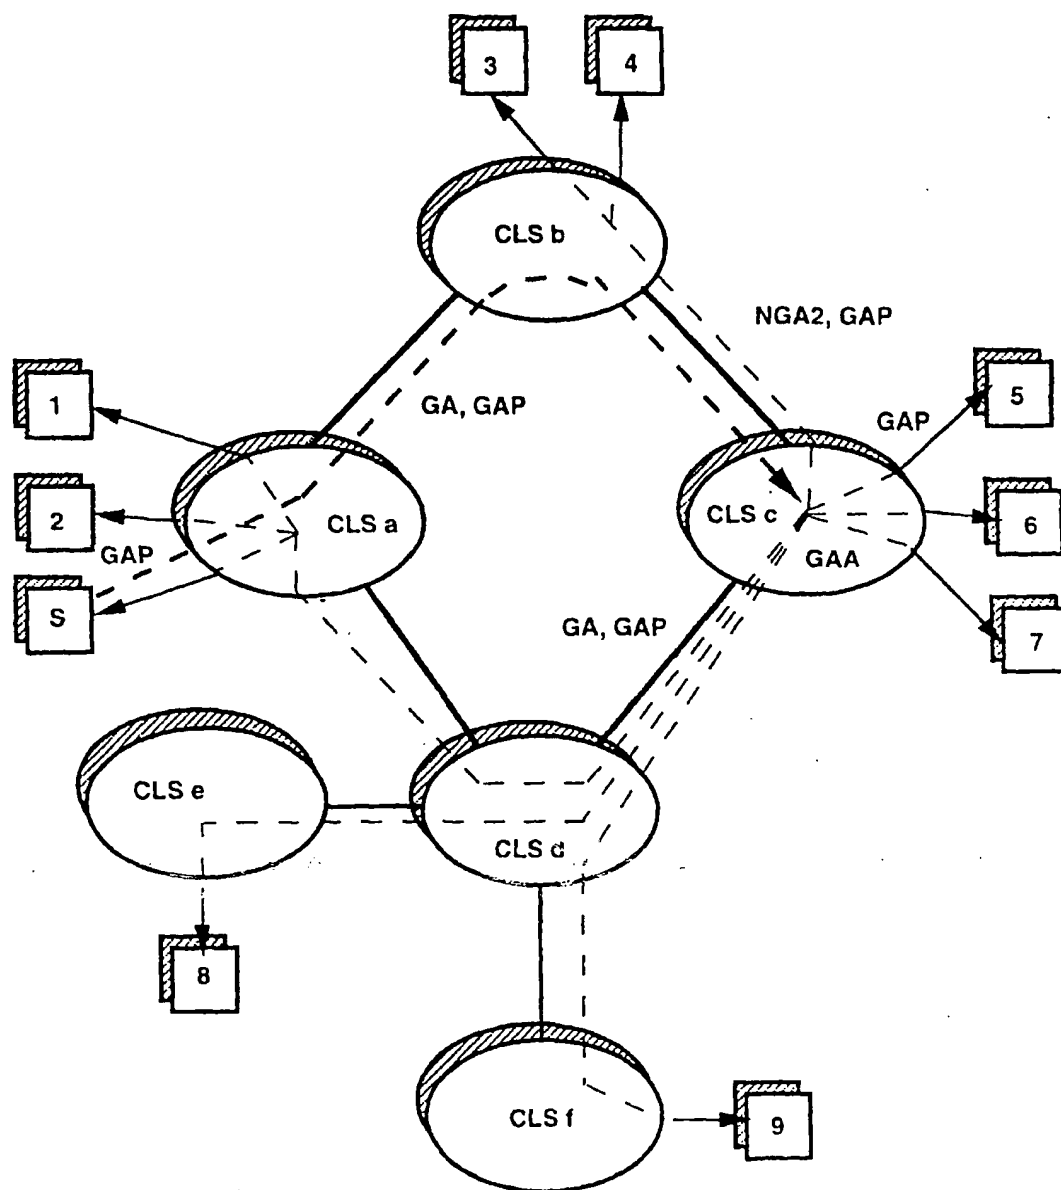 3
4
CLS b
NGA2, GAP
1
GA, GAP
GAP
5
2
CLS a
CLS c
6
GAP
GAA
S
GA, GAP
7
CLS e
CLS d
8
CLS f
9